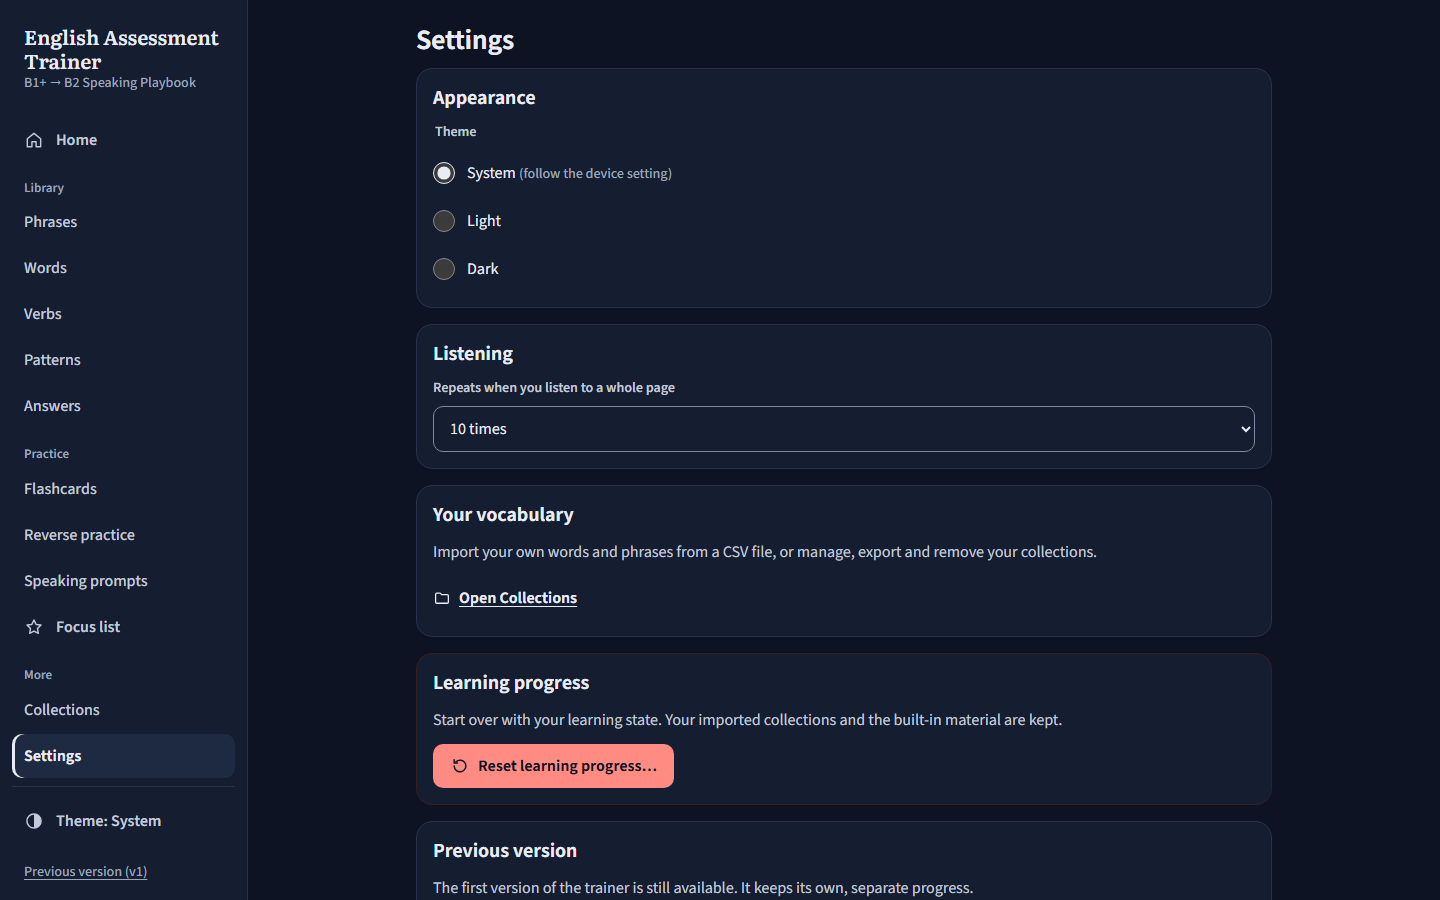 English Assessment
Trainer
B1+ → B2 Speaking Playbook
Home
Library
Phrases
Words
Verbs
Patterns
Answers
Practice
Flashcards
Reverse practice
Speaking prompts
Focus list
More
Collections
Settings
Theme: System
Previous version (v1)
Settings
Appearance
Theme
System (follow the device setting)
Light
Dark
Listening
Repeats when you listen to a whole page
10 times
Your vocabulary
Import your own words and phrases from a CSV file, or manage, export and remove your collections.
Open Collections
Learning progress
Start over with your learning state. Your imported collections and the built-in material are kept.
Reset learning progress…
Previous version
The first version of the trainer is still available. It keeps its own, separate progress.